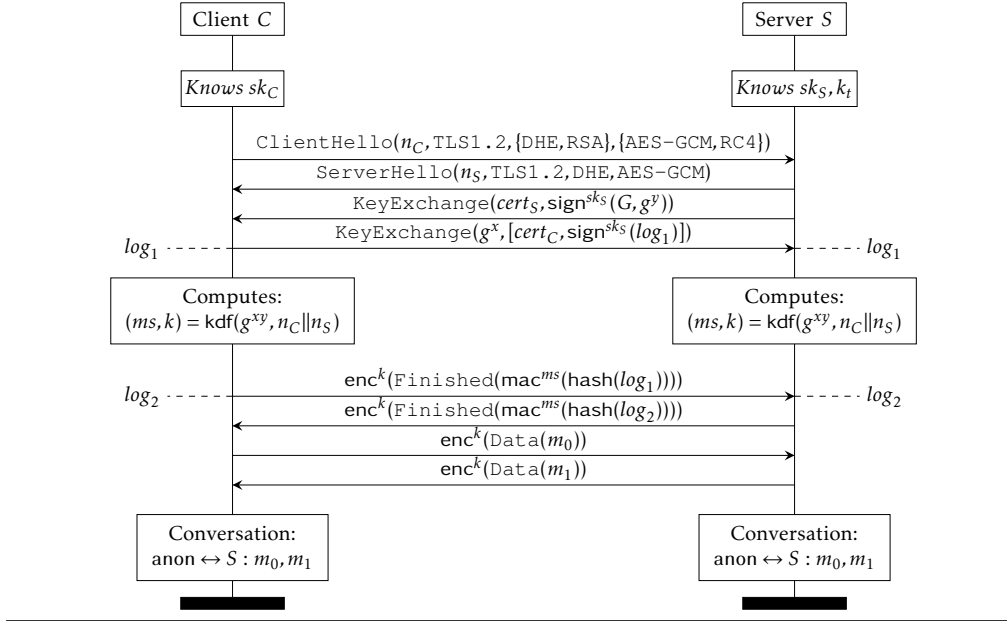 Client C Server S
Knows sk_C Knows sk_S, k_t
ClientHello(n_C,TLS1.2,{DHE,RSA},{AES-GCM,RC4})
ServerHello(n_S,TLS1.2,DHE,AES-GCM)
KeyExchange(cert_S,sign^{sk_S}(G,g^y))
KeyExchange(g^x,[cert_C,sign^{sk_S}(log_1)])
log_1 log_1
Computes: Computes:
(ms,k) = kdf(g^{xy},n_C||n_S) (ms,k) = kdf(g^{xy},n_C||n_S)
enc^k(Finished(mac^{ms}(hash(log_1))))
log_2 log_2
enc^k(Finished(mac^{ms}(hash(log_2))))
enc^k(Data(m_0))
enc^k(Data(m_1))
Conversation: Conversation:
anon ↔ S : m_0,m_1 anon ↔ S : m_0,m_1